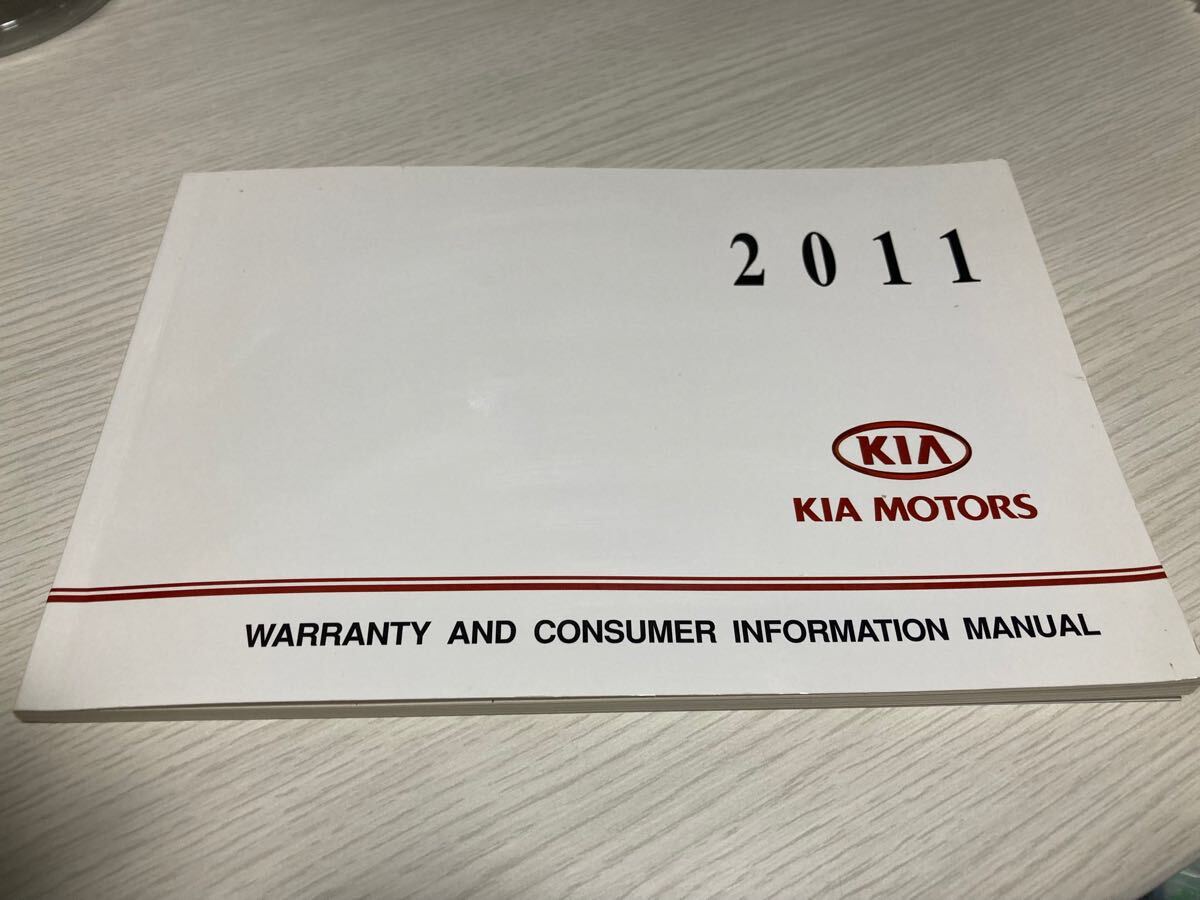 2011
KIA
KIA MOTORS
WARRANTY AND CONSUMER INFORMATION MANUAL